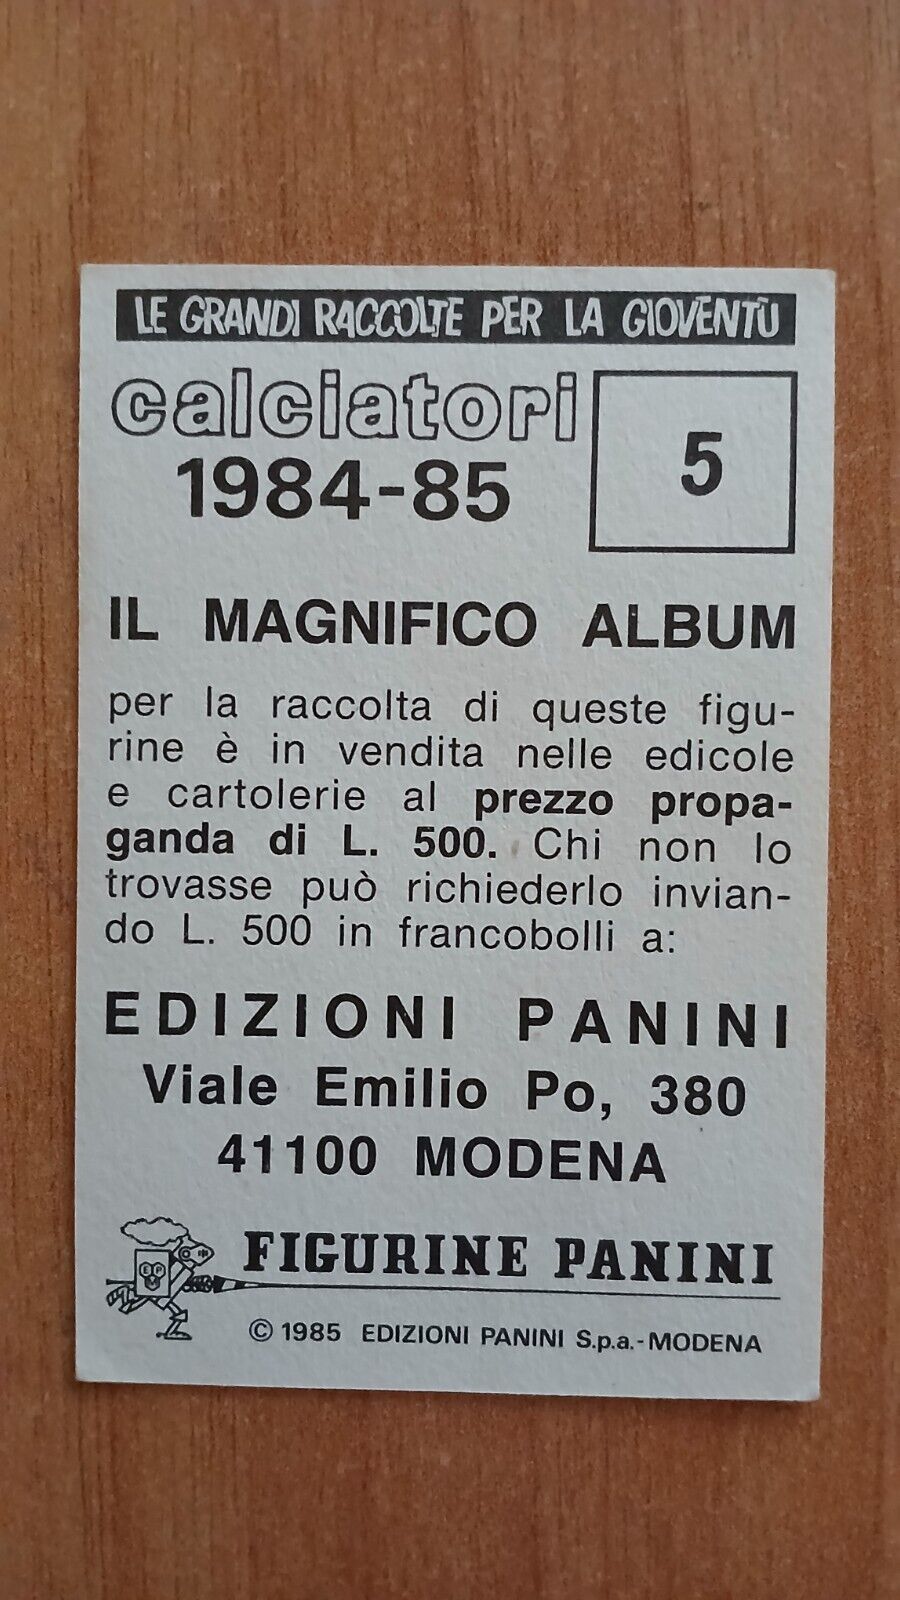 LE GRANDI RACCOLTE PER LA GIOVENTÙ
calciatori
1984-85
5
IL MAGNIFICO ALBUM
per la raccolta di queste figu-
rine è in vendita nelle edicole
e cartolerie al prezzo propa-
ganda di L. 500. Chi non lo
trovasse può richiederlo invian-
do L. 500 in francobolli a:
EDIZIONI PANINI
Viale Emilio Po, 380
41100 MODENA
EP
FIGURINE PANINI
© 1985 EDIZIONI PANINI S.p.a.-MODENA